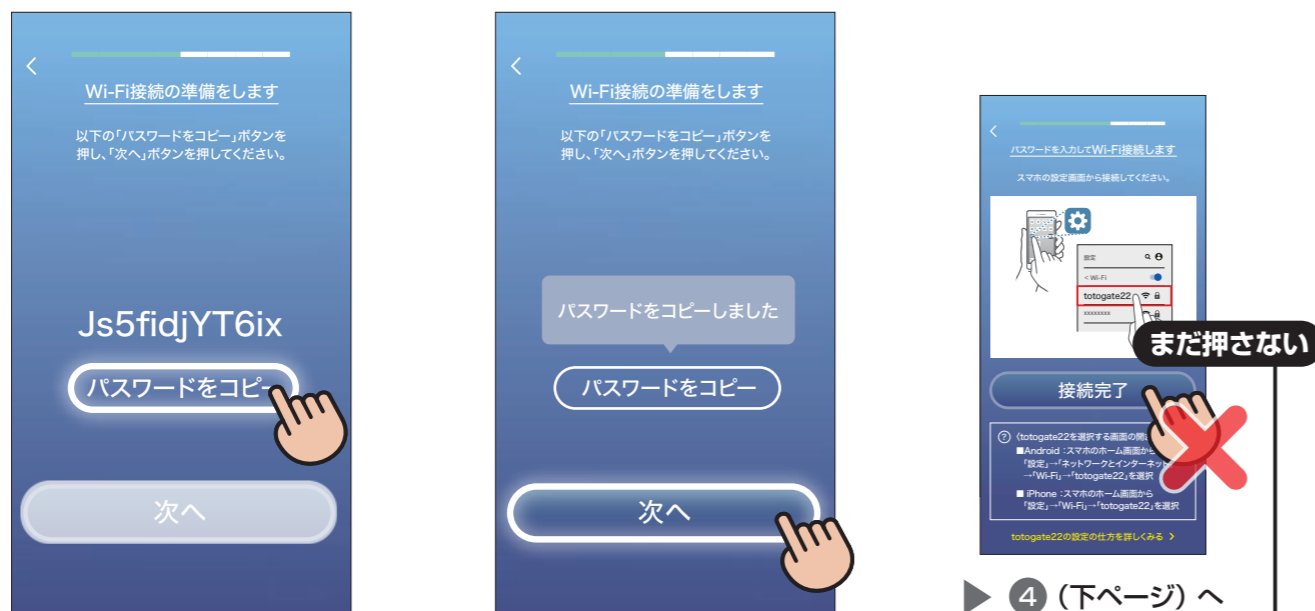 Wi-Fi接続の準備をします
以下の「パスワードをコピー」ボタンを
押し、「次へ」ボタンを押してください。
Js5fidjYT6ix
パスワードをコピー
次へ
Wi-Fi接続の準備をします
以下の「パスワードをコピー」ボタンを
押し、「次へ」ボタンを押してください。
パスワードをコピーしました
パスワードをコピー
次へ
パスワードを入力してWi-Fi接続します
スマホの設定画面から接続してください。
設定
< Wi-Fi
totogate22
xxxxxxxx
まだ押さない
接続完了
? 〈totogate22を選択する画面の開
■Android：スマホのホーム画面から
「設定」→「ネットワークとインターネット
→「Wi-Fi」→「totogate22」を選択
■ iPhone：スマホのホーム画面から
「設定」→「Wi-Fi」→「totogate22」を選択
totogate22の設定の仕方を詳しくみる >
▶ 4（下ページ）へ